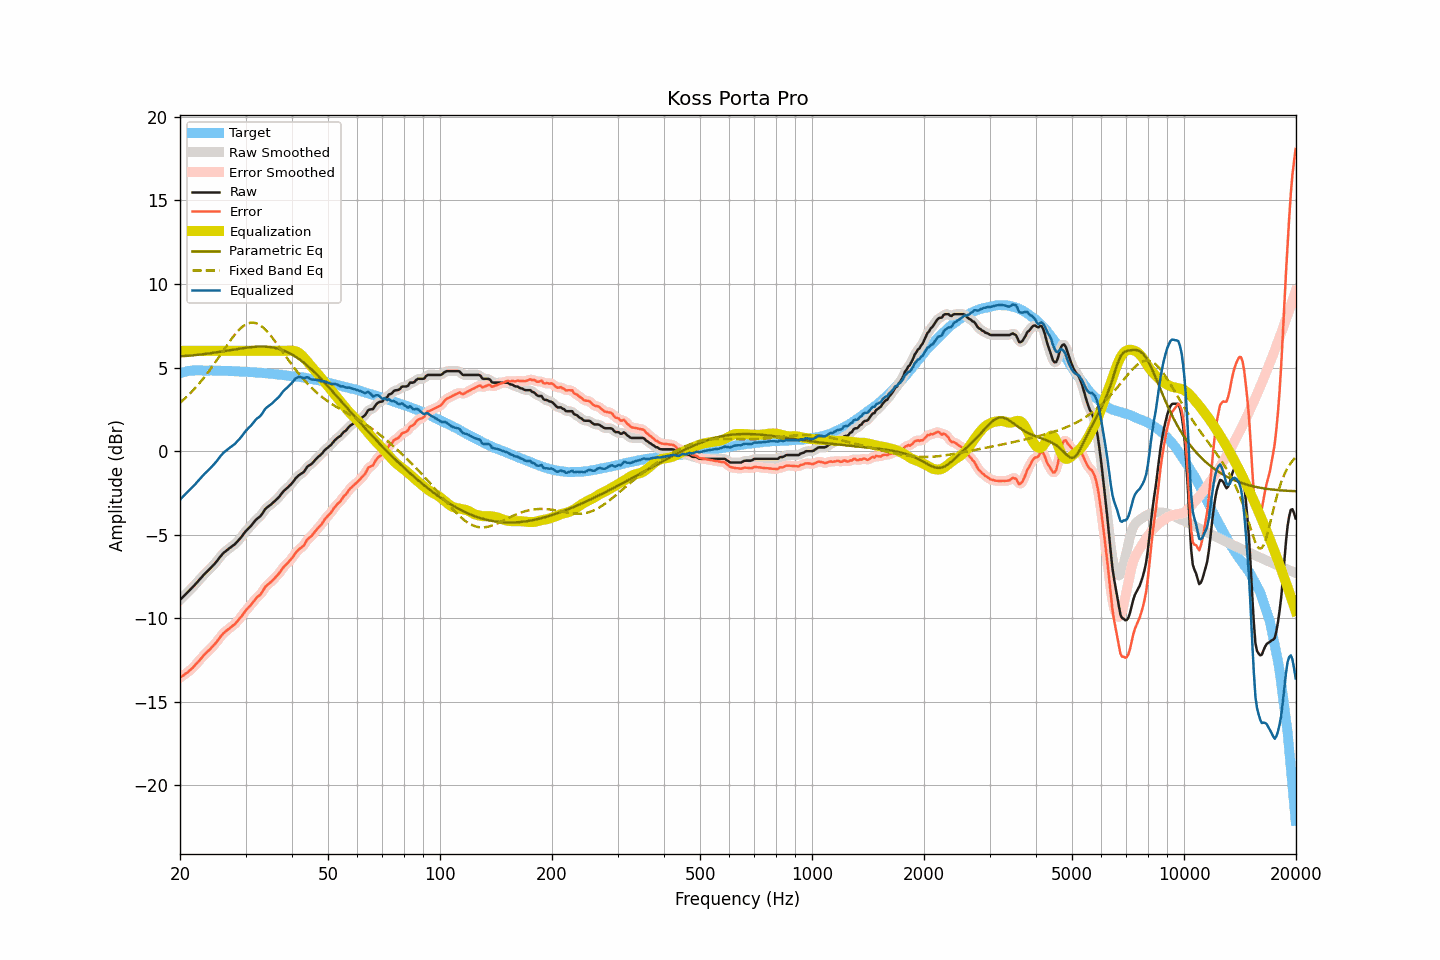 Koss Porta Pro
Target
Raw Smoothed
Error Smoothed
Raw
Error
Equalization
Parametric Eq
Fixed Band Eq
Equalized
20
15
10
5
0
−5
−10
−15
−20
Amplitude (dBr)
20 50 100 200 500 1000 2000 5000 10000 20000
Frequency (Hz)